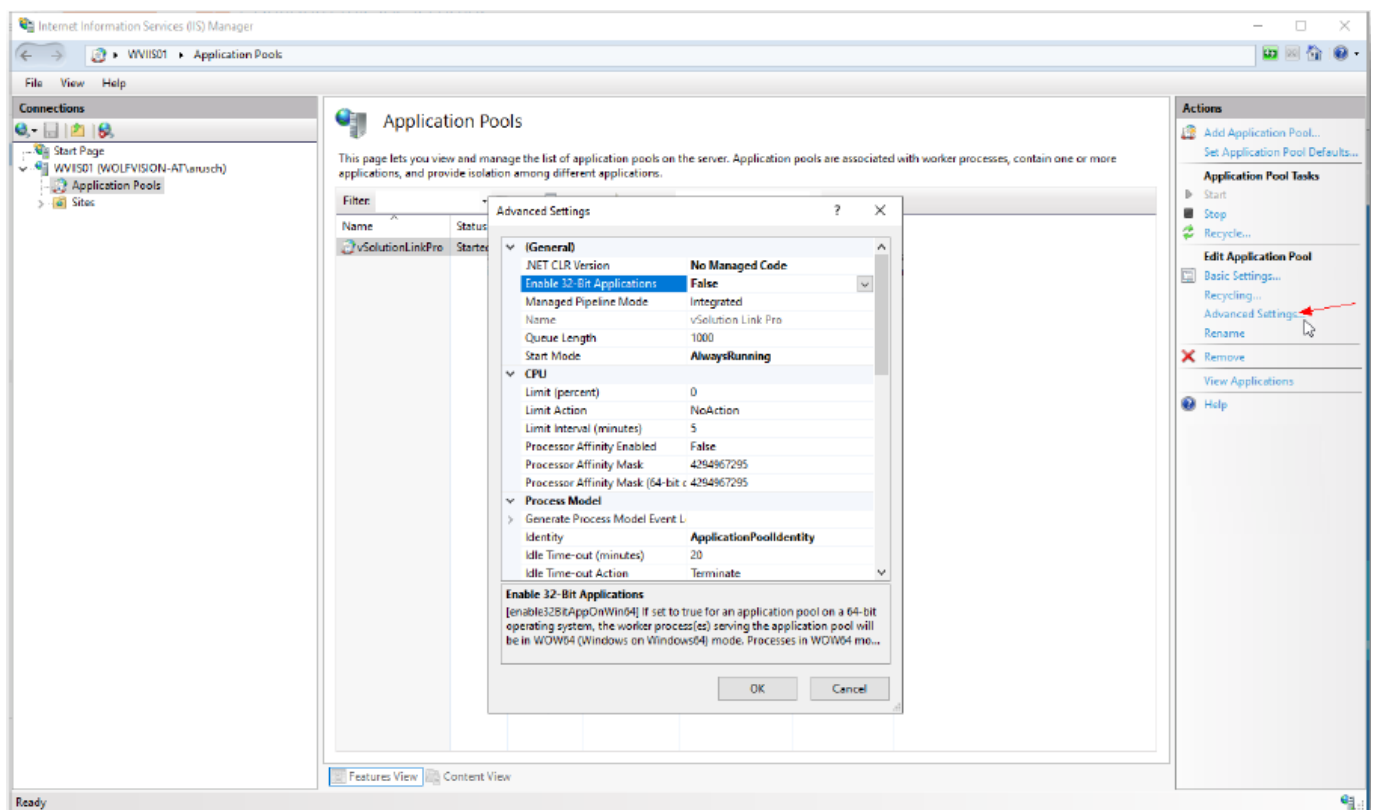 Internet Information Services (IIS) Manager
WVIIS01 Application Pools
File View Help
Connections
Start Page
WVIIS01 (WOLFVISION-AT\arusch)
Application Pools
Sites
Application Pools
This page lets you view and manage the list of application pools on the server. Application pools are associated with worker processes, contain one or more
applications, and provide isolation among different applications.
Filter:
Name Status
vSolutionLinkPro Started
Advanced Settings ?
(General)
.NET CLR Version No Managed Code
Enable 32-Bit Applications False
Managed Pipeline Mode Integrated
Name vSolution Link Pro
Queue Length 1000
Start Mode AlwaysRunning
CPU
Limit (percent) 0
Limit Action NoAction
Limit Interval (minutes) 5
Processor Affinity Enabled False
Processor Affinity Mask 4294967295
Processor Affinity Mask (64-bit c 4294967295
Process Model
Generate Process Model Event L
Identity ApplicationPoolIdentity
Idle Time-out (minutes) 20
Idle Time-out Action Terminate
Enable 32-Bit Applications
[enable32BitAppOnWin64] If set to true for an application pool on a 64-bit
operating system, the worker process(es) serving the application pool will
be in WOW64 (Windows on Windows64) mode. Processes in WOW64 mo...
OK Cancel
Actions
Add Application Pool...
Set Application Pool Defaults...
Application Pool Tasks
Start
Stop
Recycle...
Edit Application Pool
Basic Settings...
Recycling...
Advanced Settings...
Rename
Remove
View Applications
Help
Features View Content View
Ready